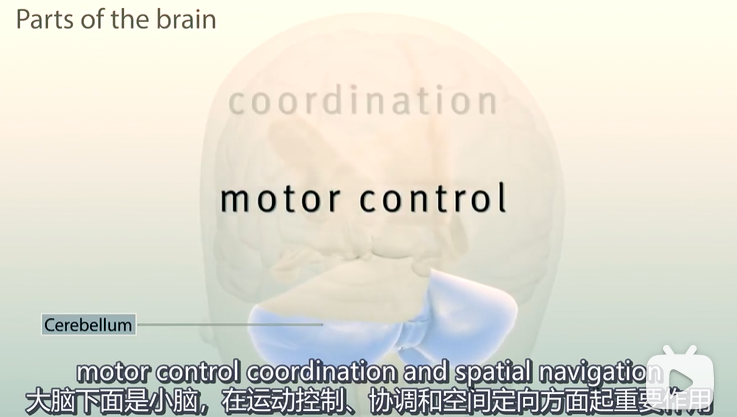 Parts of the brain
coordination
motor control
Cerebellum
motor control coordination and spatial navigation
大脑下面是小脑，在运动控制、协调和空间定向方面起重要作用